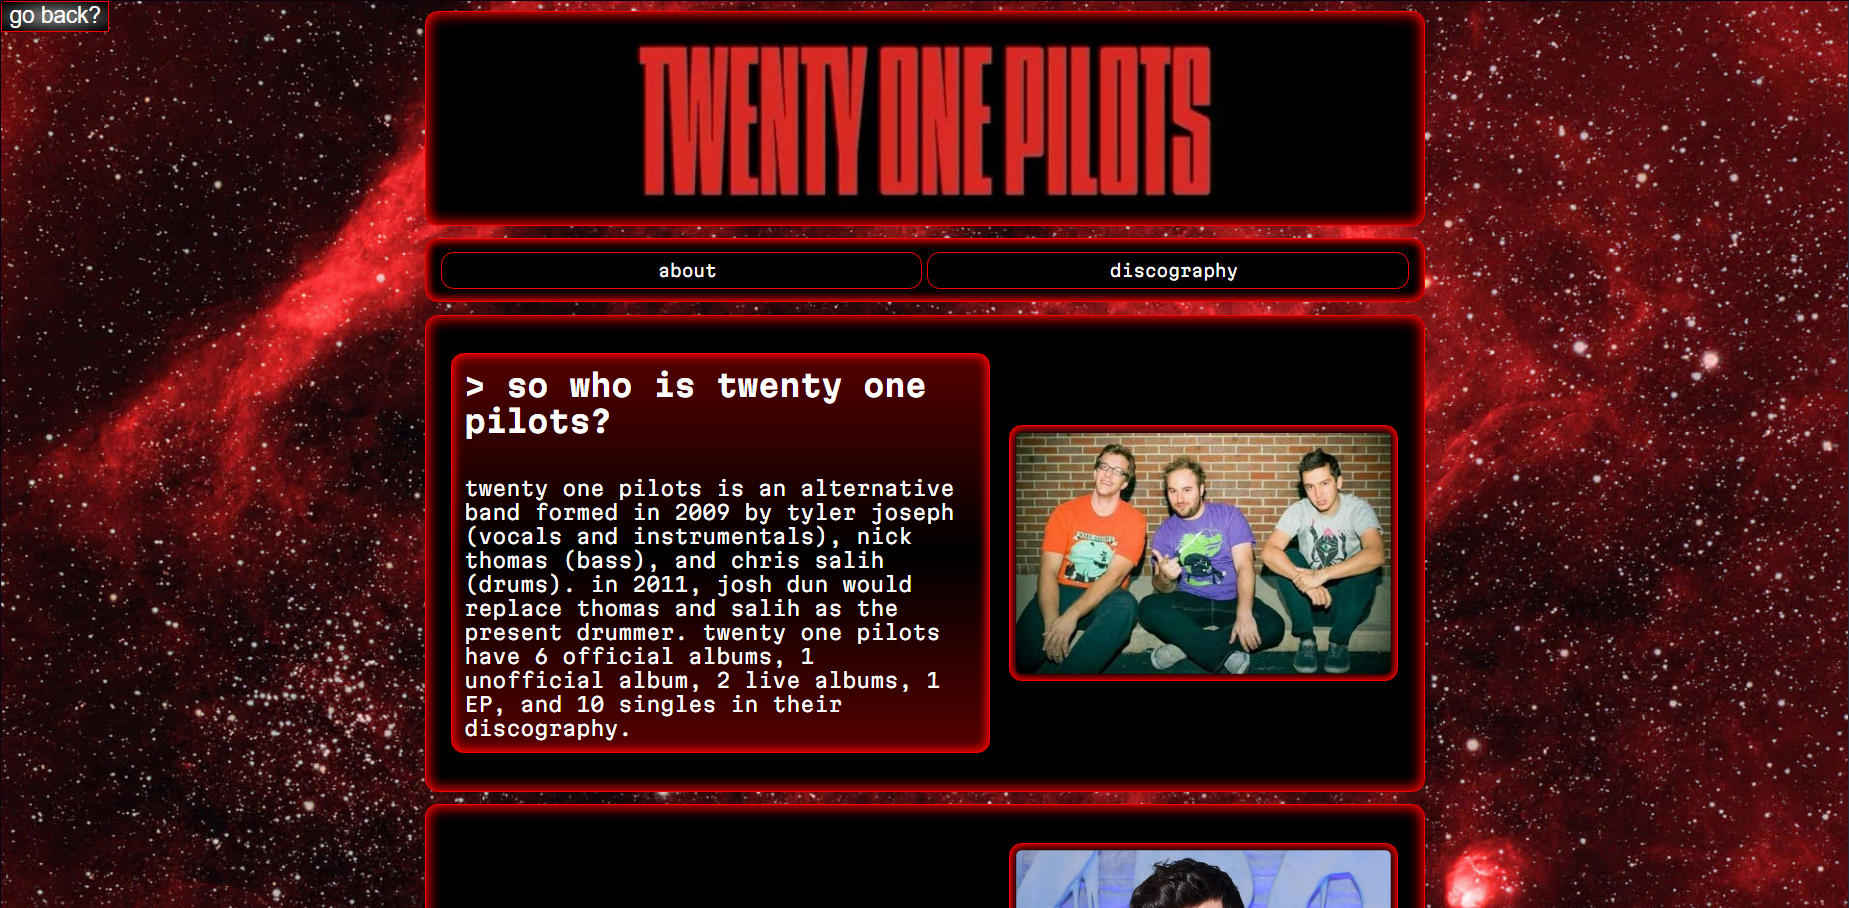 go back?
TWENTY ONE PILOTS
about
discography
> so who is twenty one
pilots?
twenty one pilots is an alternative
band formed in 2009 by tyler joseph
(vocals and instrumentals), nick
thomas (bass), and chris salih
(drums). in 2011, josh dun would
replace thomas and salih as the
present drummer. twenty one pilots
have 6 official albums, 1
unofficial album, 2 live albums, 1
EP, and 10 singles in their
discography.